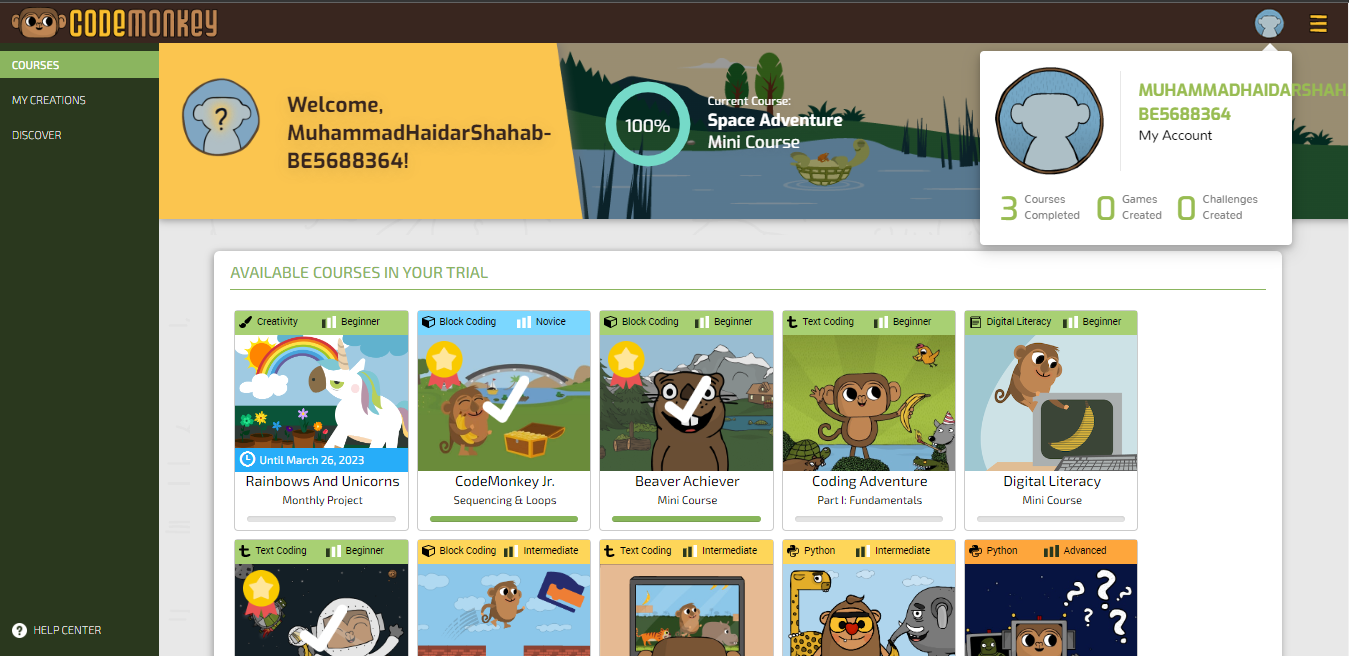 CODEMONKEY
COURSES
MY CREATIONS
DISCOVER
HELP CENTER
?
Welcome,
MuhammadHaidarShahab-
BE5688364!
100%
Current Course:
Space Adventure
Mini Course
MUHAMMADHAIDARSHAH
BE5688364
My Account
3 Courses Completed
0 Games Created
0 Challenges Created
AVAILABLE COURSES IN YOUR TRIAL
Creativity Beginner
Until March 26, 2023
Rainbows And Unicorns
Monthly Project
Block Coding Novice
CodeMonkey Jr.
Sequencing & Loops
Block Coding Beginner
Beaver Achiever
Mini Course
Text Coding Beginner
Coding Adventure
Part I: Fundamentals
Digital Literacy Beginner
Digital Literacy
Mini Course
Text Coding Beginner
Block Coding Intermediate
Text Coding Intermediate
Python Intermediate
Python Advanced
? ? ? ? ?